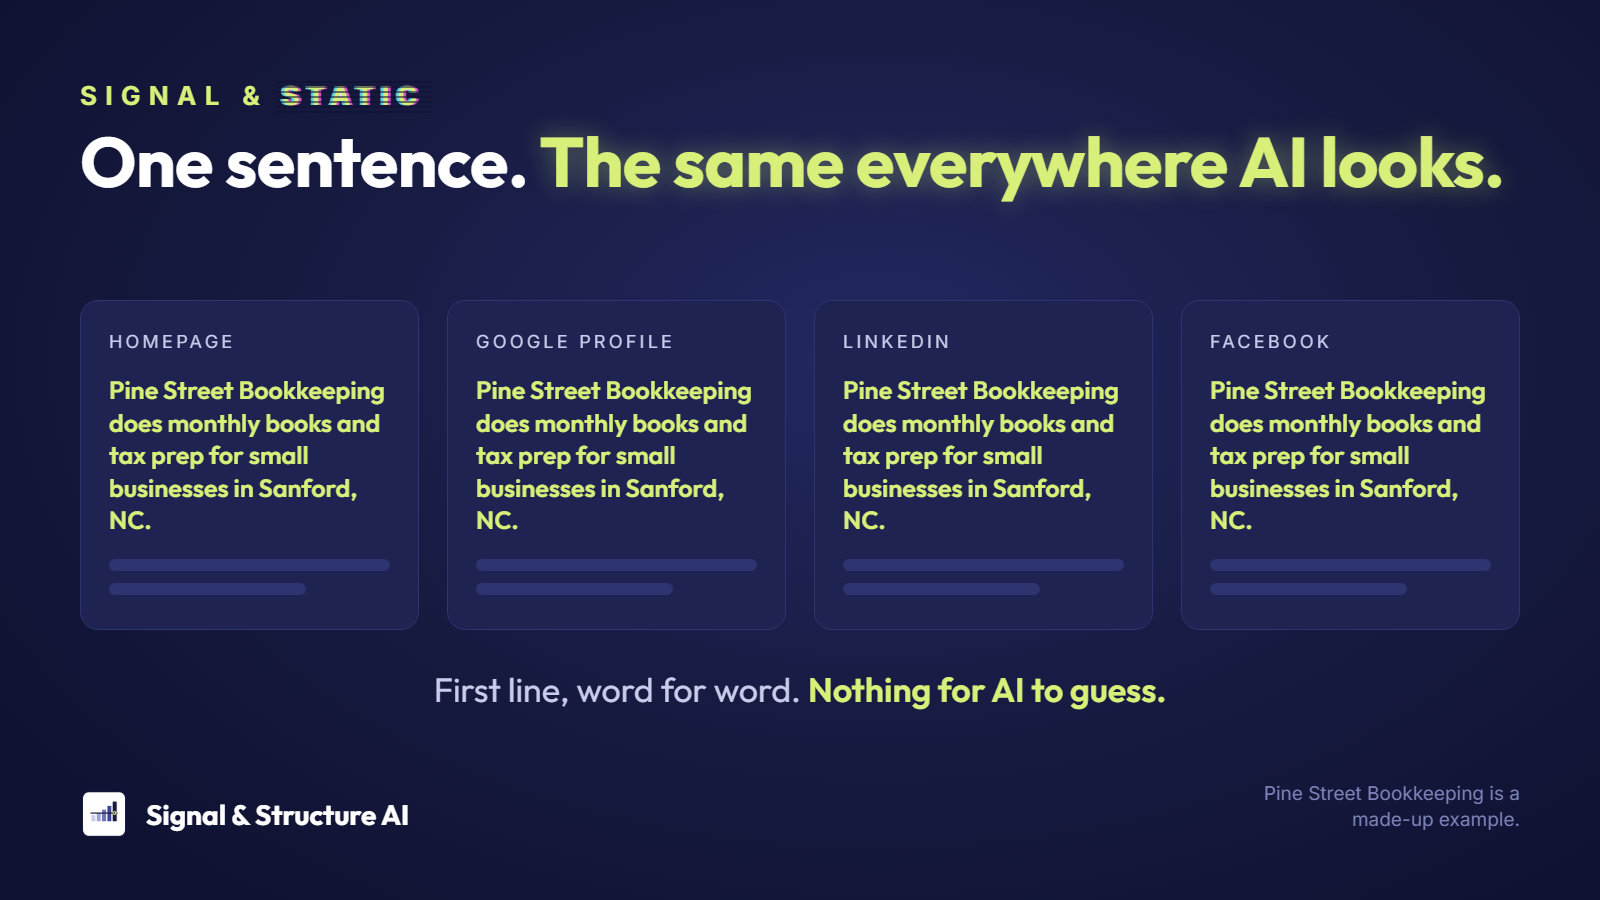 SIGNAL & STATIC
One sentence. The same everywhere AI looks.
HOMEPAGE
Pine Street Bookkeeping
does monthly books and
tax prep for small
businesses in Sanford,
NC.
GOOGLE PROFILE
Pine Street Bookkeeping
does monthly books and
tax prep for small
businesses in Sanford,
NC.
LINKEDIN
Pine Street Bookkeeping
does monthly books and
tax prep for small
businesses in Sanford,
NC.
FACEBOOK
Pine Street Bookkeeping
does monthly books and
tax prep for small
businesses in Sanford,
NC.
First line, word for word. Nothing for AI to guess.
Signal & Structure AI
Pine Street Bookkeeping is a
made-up example.